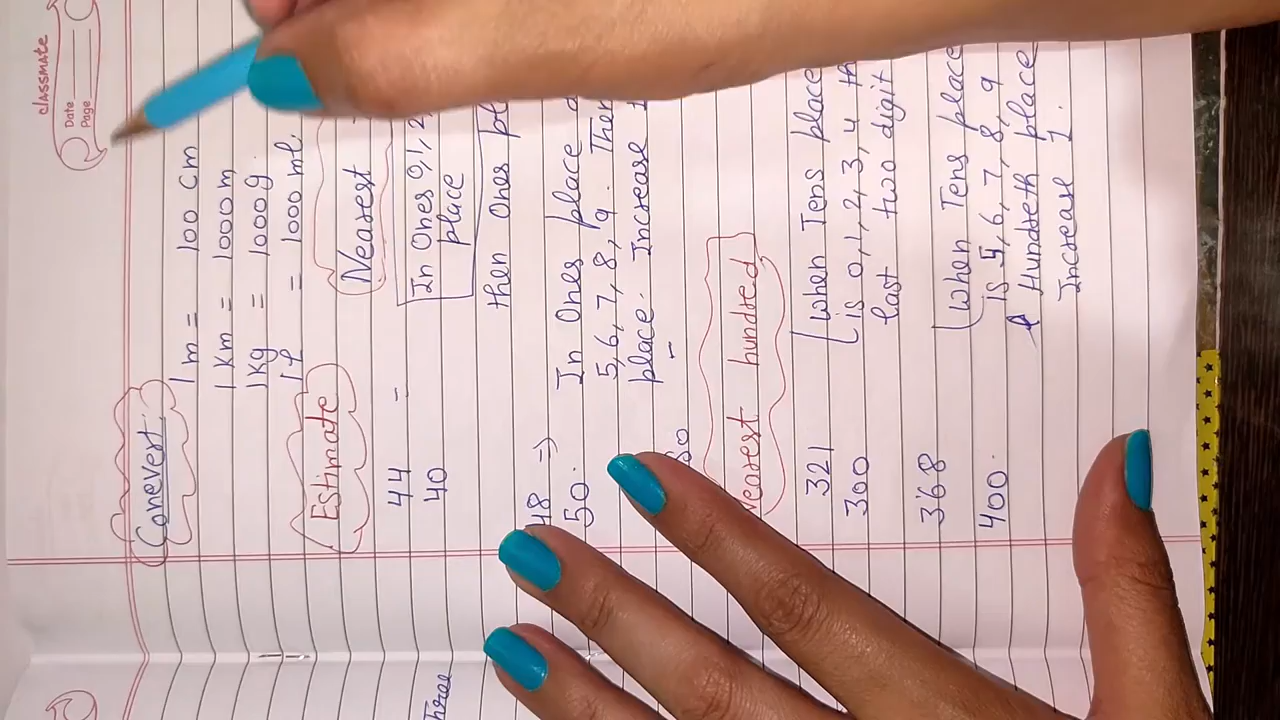 classmate
Date
Page
Conevest
1 m = 100 cm
1 Km = 1000 m
1 Kg = 1000 g.
1 l = 1000 ml.
Estimate Nearest
44 - In Ones 0, 1, 2,
40 place
then Ones
48 => In Ones place
50. 5, 6, 7, 8, 9. Then
place. Increase 1
Nearest hundred
321 When Tens place
300 is 0, 1, 2, 3, 4
last two digit
368 When Tens place
400. is 5, 6, 7, 8, 9
Hundreth place
Increase 1.
Three